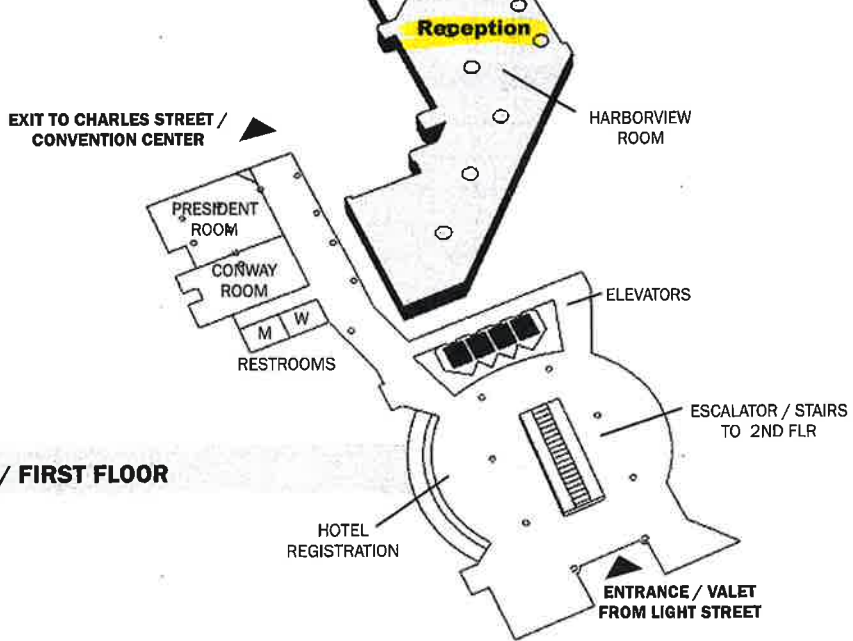 Reception
HARBORVIEW
ROOM
EXIT TO CHARLES STREET /
CONVENTION CENTER
PRESIDENT
ROOM
CONWAY
ROOM
M W
RESTROOMS
ELEVATORS
ESCALATOR / STAIRS
TO 2ND FLR
/ FIRST FLOOR
HOTEL
REGISTRATION
ENTRANCE / VALET
FROM LIGHT STREET